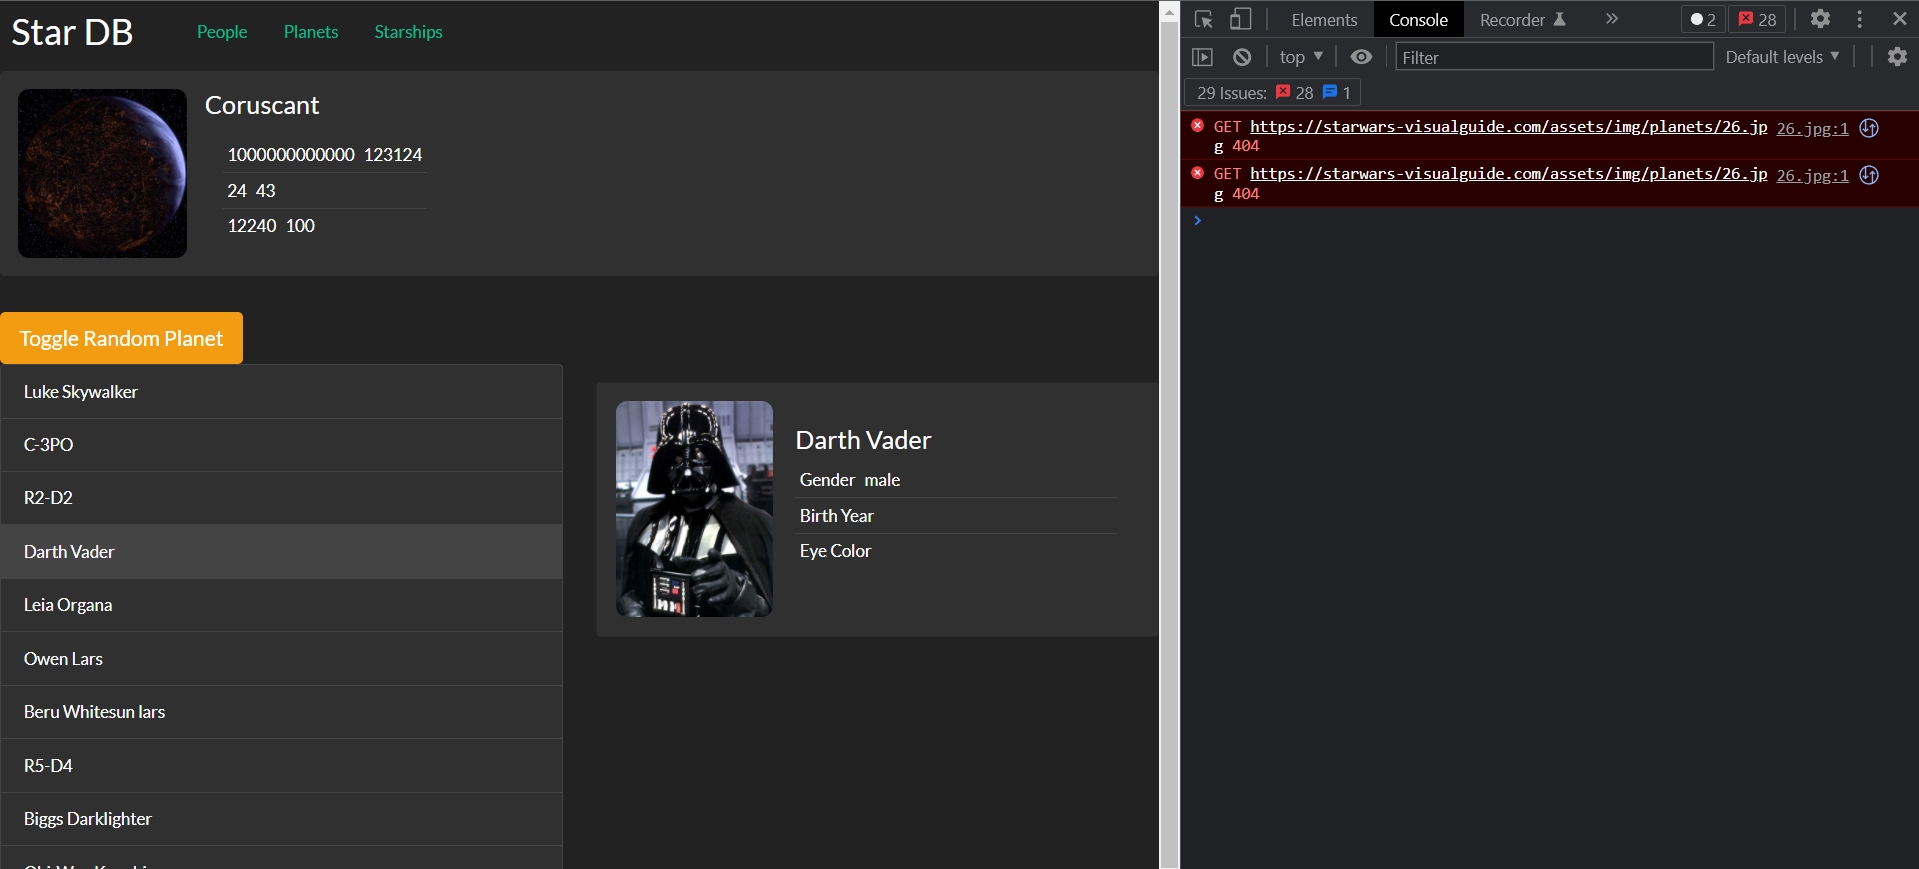 Star DB People Planets Starships
Coruscant
1000000000000 123124
24 43
12240 100
Toggle Random Planet
Luke Skywalker
C-3PO
R2-D2
Darth Vader
Leia Organa
Owen Lars
Beru Whitesun lars
R5-D4
Biggs Darklighter
Darth Vader
Gender male
Birth Year
Eye Color
Elements Console Recorder 2 28
top Filter Default levels
29 Issues: 28 1
GET https://starwars-visualguide.com/assets/img/planets/26.jp 26.jpg:1
g 404
GET https://starwars-visualguide.com/assets/img/planets/26.jp 26.jpg:1
g 404